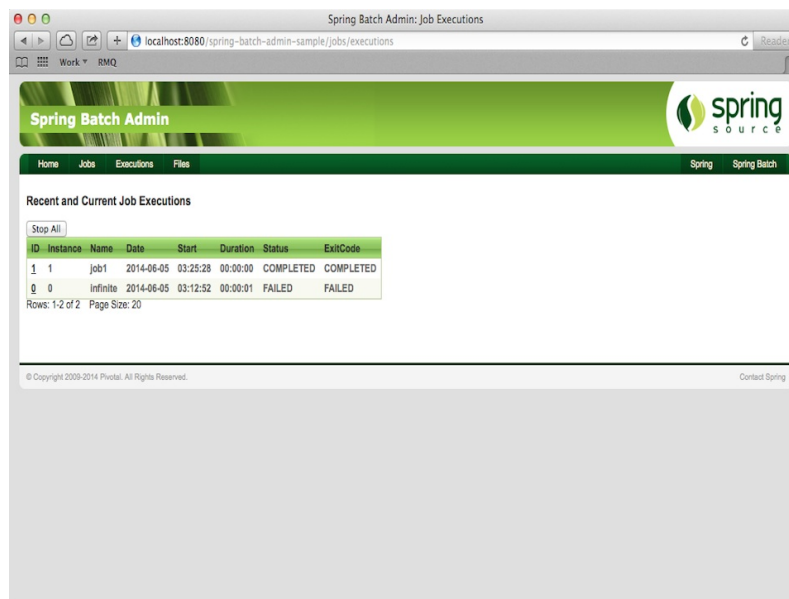 Spring Batch Admin: Job Executions
localhost:8080/spring-batch-admin-sample/jobs/executions
Reader
Work RMQ
Spring Batch Admin
spring
source
Home Jobs Executions Files Spring Spring Batch
Recent and Current Job Executions
Stop All
ID Instance Name Date Start Duration Status ExitCode
1 1 job1 2014-06-05 03:25:28 00:00:00 COMPLETED COMPLETED
0 0 infinite 2014-06-05 03:12:52 00:00:01 FAILED FAILED
Rows: 1-2 of 2 Page Size: 20
© Copyright 2009-2014 Pivotal. All Rights Reserved. Contact Spring